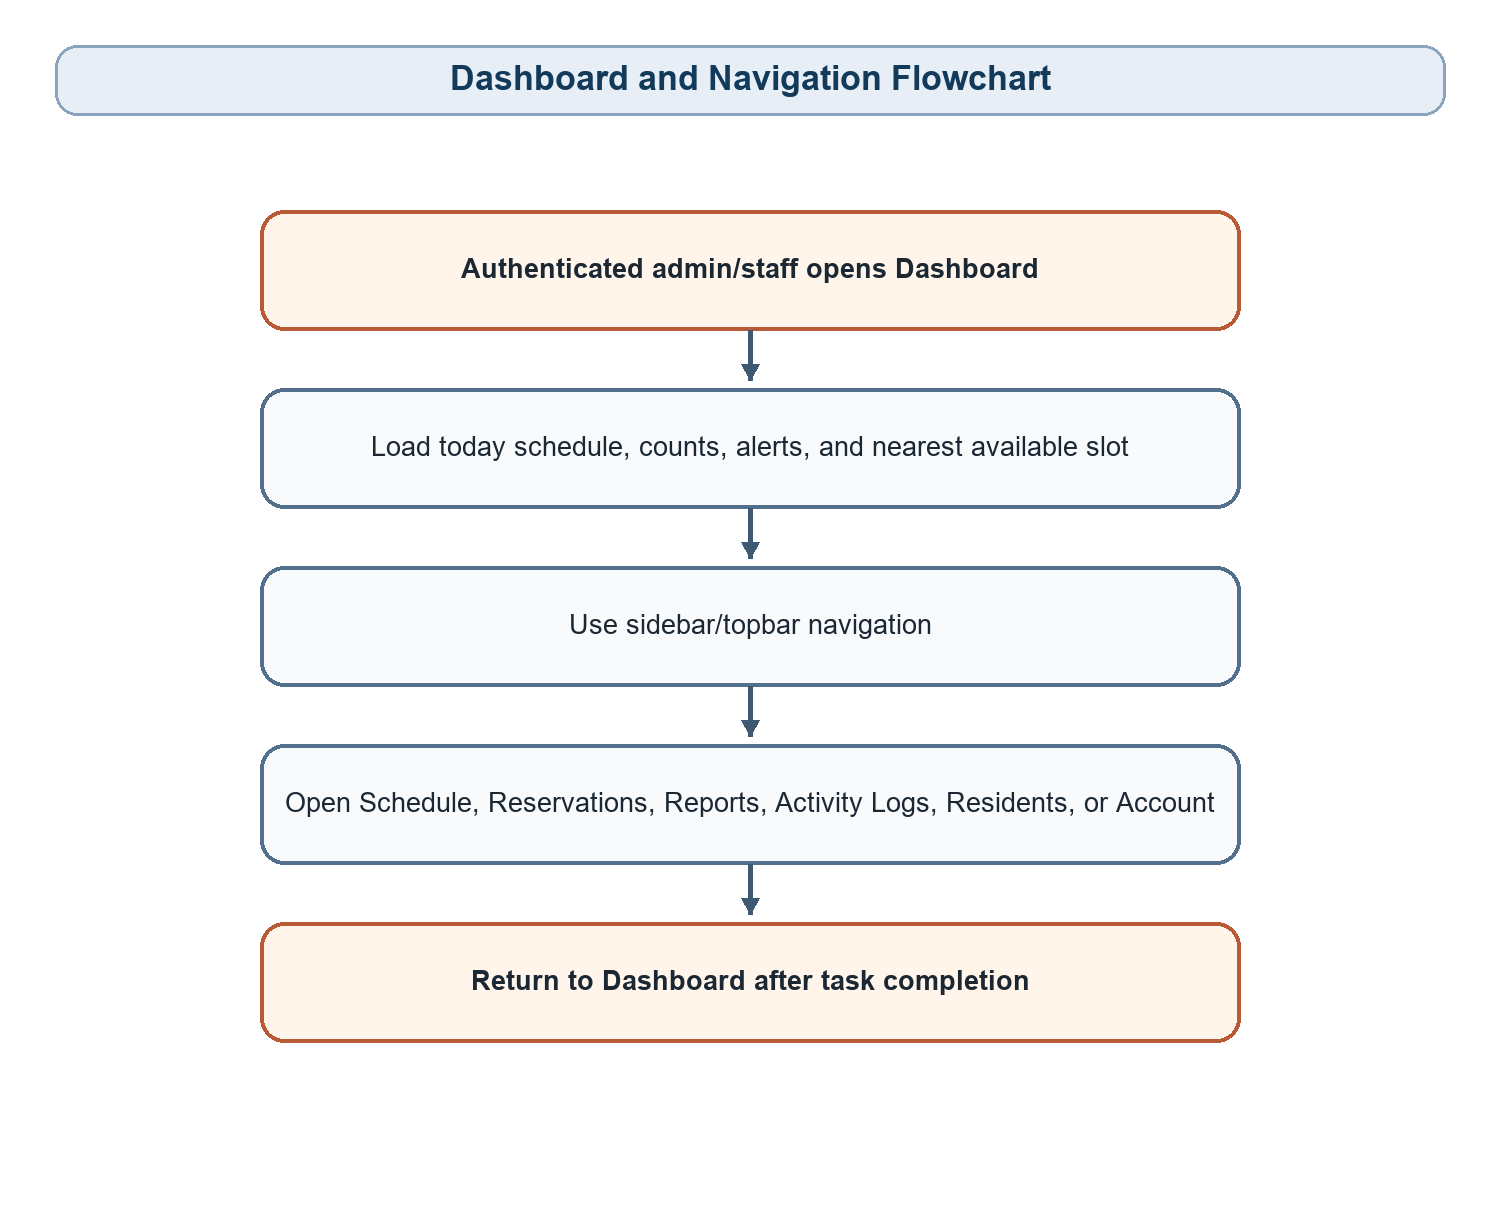 Dashboard and Navigation Flowchart
Authenticated admin/staff opens Dashboard
Load today schedule, counts, alerts, and nearest available slot
Use sidebar/topbar navigation
Open Schedule, Reservations, Reports, Activity Logs, Residents, or Account
Return to Dashboard after task completion